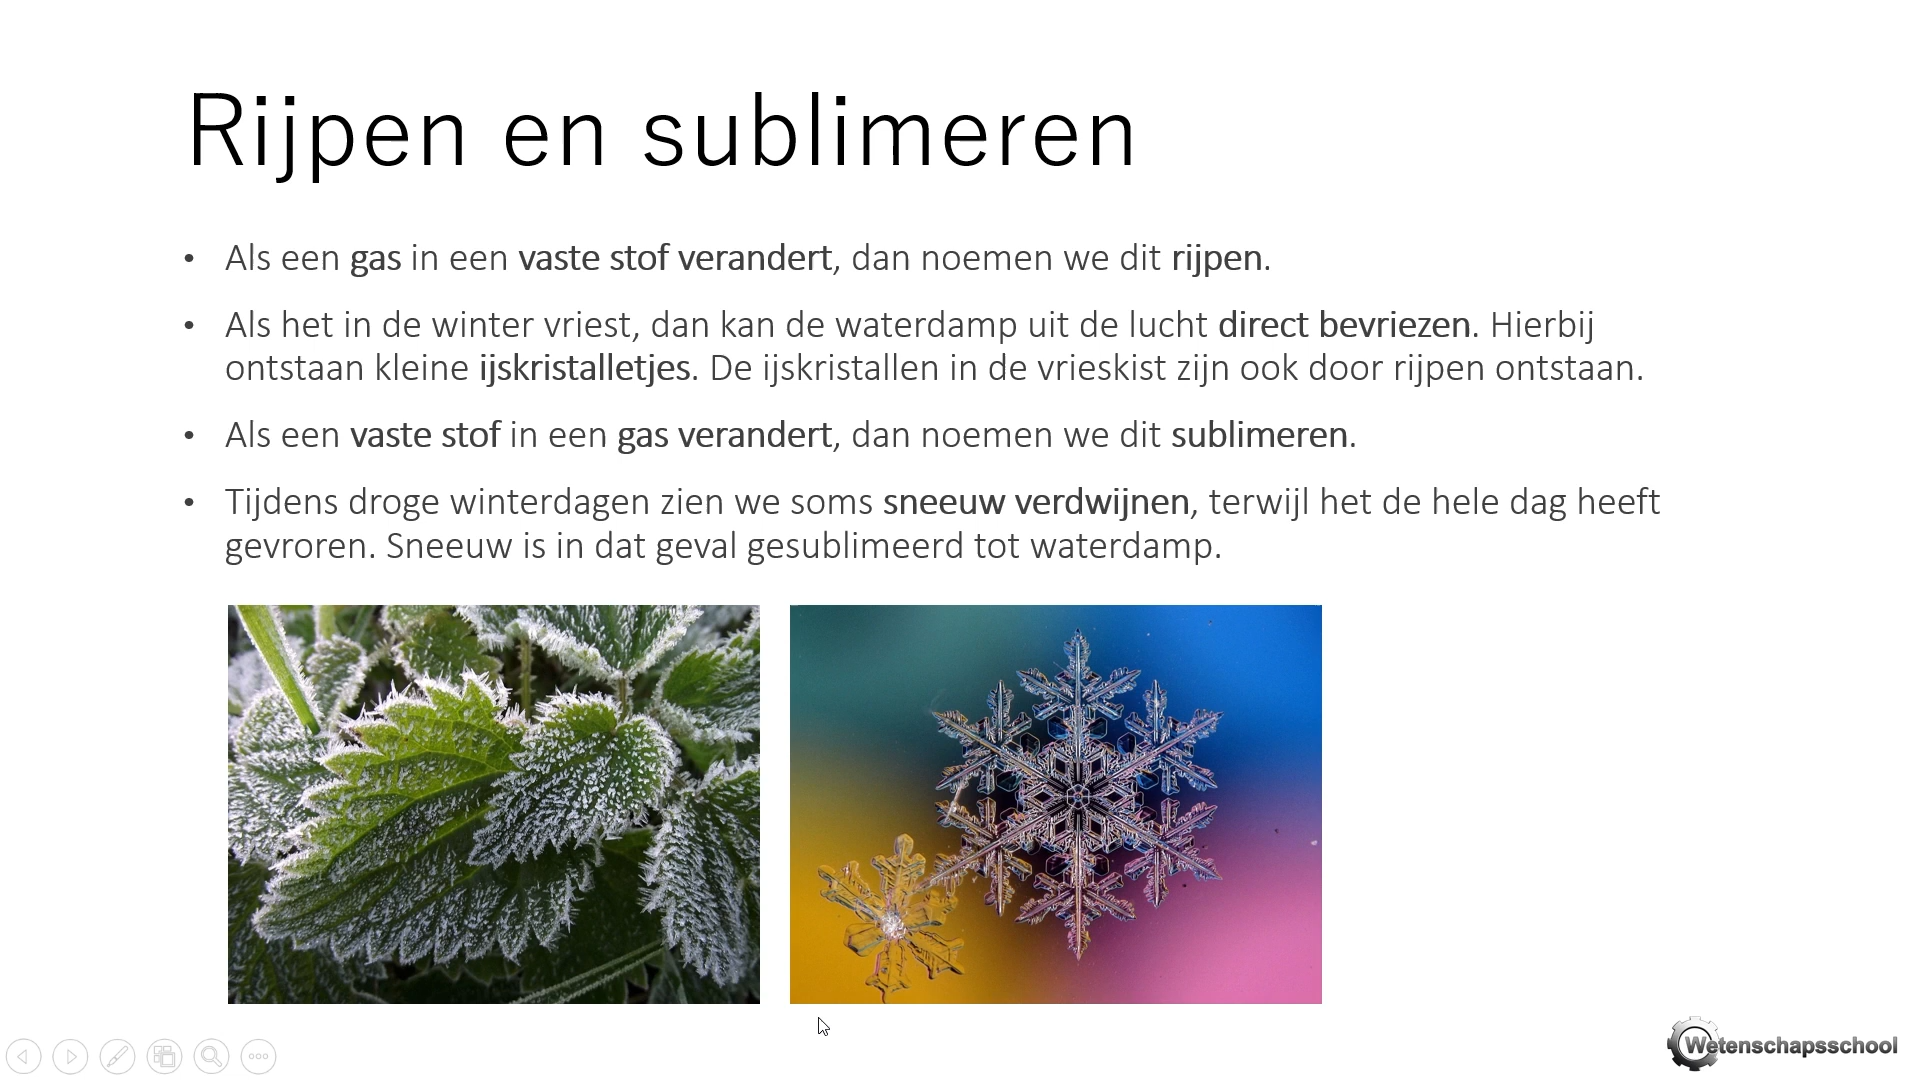 Rijpen en sublimeren
• Als een gas in een vaste stof verandert, dan noemen we dit rijpen.
• Als het in de winter vriest, dan kan de waterdamp uit de lucht direct bevriezen. Hierbij
ontstaan kleine ijskristalletjes. De ijskristallen in de vrieskist zijn ook door rijpen ontstaan.
• Als een vaste stof in een gas verandert, dan noemen we dit sublimeren.
• Tijdens droge winterdagen zien we soms sneeuw verdwijnen, terwijl het de hele dag heeft
gevroren. Sneeuw is in dat geval gesublimeerd tot waterdamp.
Wetenschapsschool